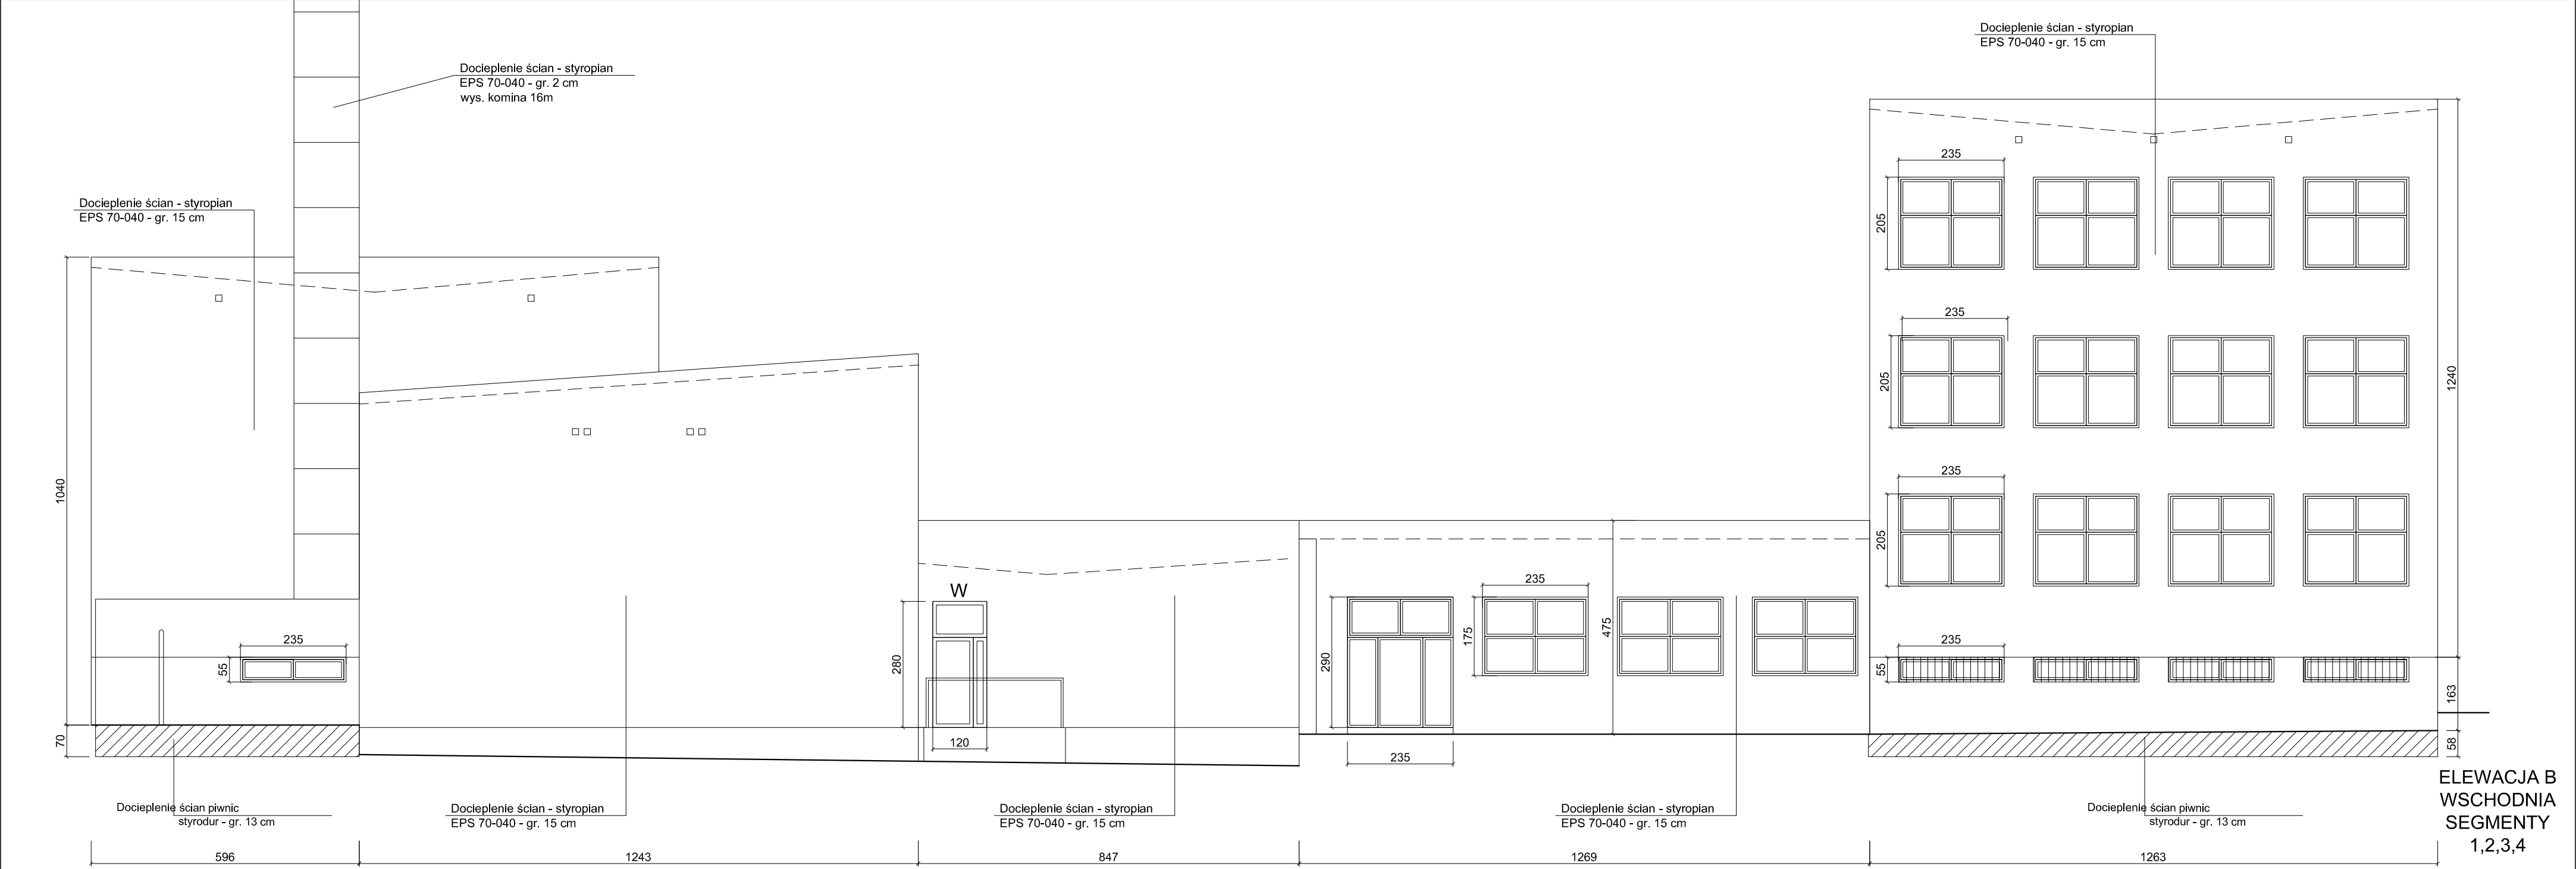 Docieplenie ścian - styropian
EPS 70-040 - gr. 15 cm
Docieplenie ścian - styropian
EPS 70-040 - gr. 2 cm
wys. komina 16m
Docieplenie ścian - styropian
EPS 70-040 - gr. 15 cm
235
205
235
205
1240
235
205
1040
W
235
235
55
280
290
175
475
235
55
163
70
120
235
58
ELEWACJA B
WSCHODNIA
SEGMENTY
1,2,3,4
Docieplenie ścian piwnic
styrodur - gr. 13 cm
Docieplenie ścian - styropian
EPS 70-040 - gr. 15 cm
Docieplenie ścian - styropian
EPS 70-040 - gr. 15 cm
Docieplenie ścian - styropian
EPS 70-040 - gr. 15 cm
Docieplenie ścian piwnic
styrodur - gr. 13 cm
596
1243
847
1269
1263